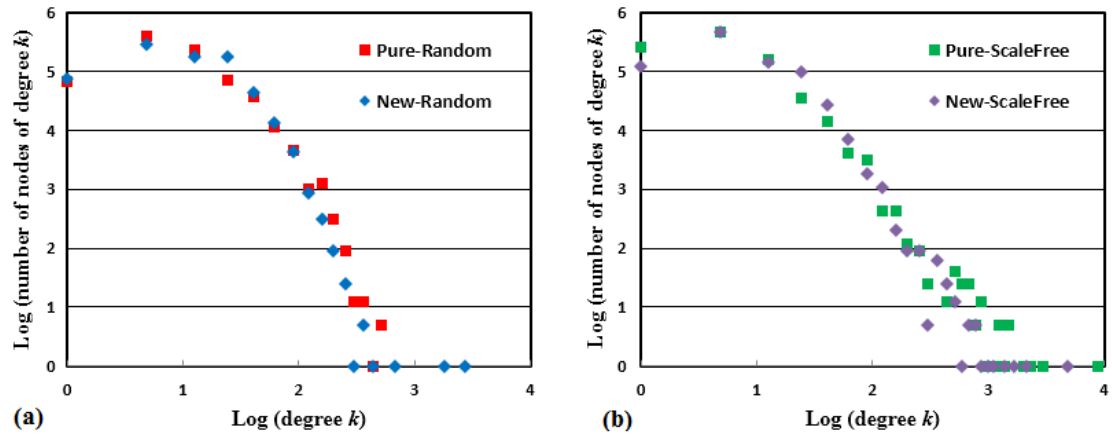 6
5
4
3
2
1
0
0
1
2
3
4
Log (number of nodes of degree k)
Log (degree k)
Pure-Random
New-Random
(a)
6
5
4
3
2
1
0
0
1
2
3
4
Log (number of nodes of degree k)
Log (degree k)
Pure-ScaleFree
New-ScaleFree
(b)